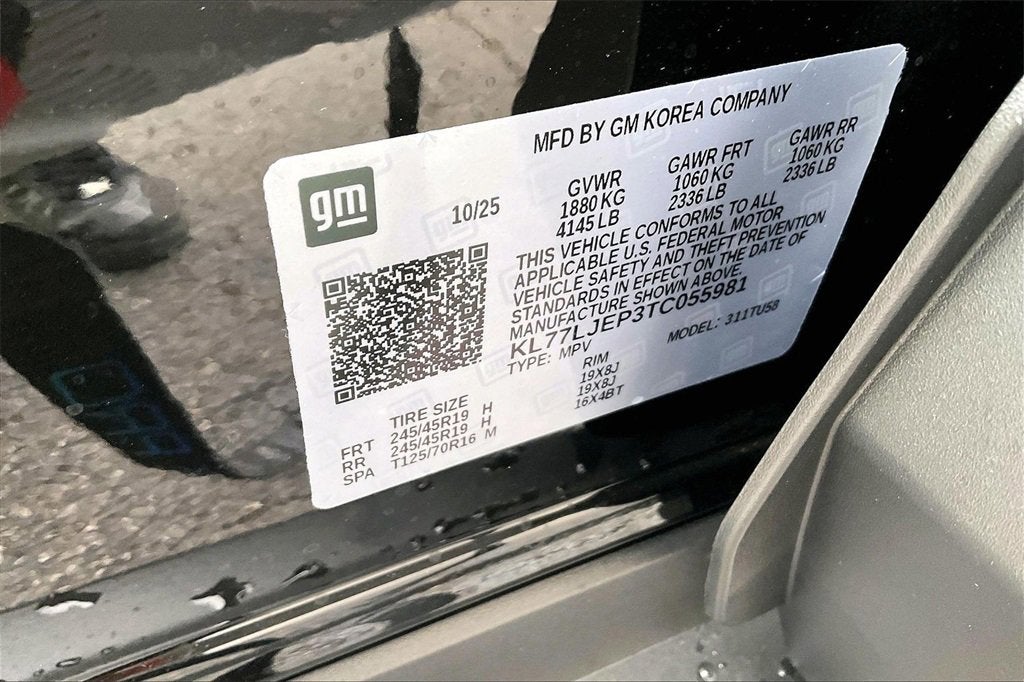 MFD BY GM KOREA COMPANY
gm
10/25
GVWR GAWR FRT GAWR RR
1880 KG 1060 KG 1060 KG
4145 LB 2336 LB 2336 LB
THIS VEHICLE CONFORMS TO ALL
APPLICABLE U.S. FEDERAL MOTOR
VEHICLE SAFETY AND THEFT PREVENTION
STANDARDS IN EFFECT ON THE DATE OF
MANUFACTURE SHOWN ABOVE.
KL77LJEP3TC055981
TYPE: MPV MODEL: 311TU58
TIRE SIZE RIM
FRT 245/45R19 H 19X8J
RR 245/45R19 H 19X8J
SPA T125/70R16 M 16X4BT